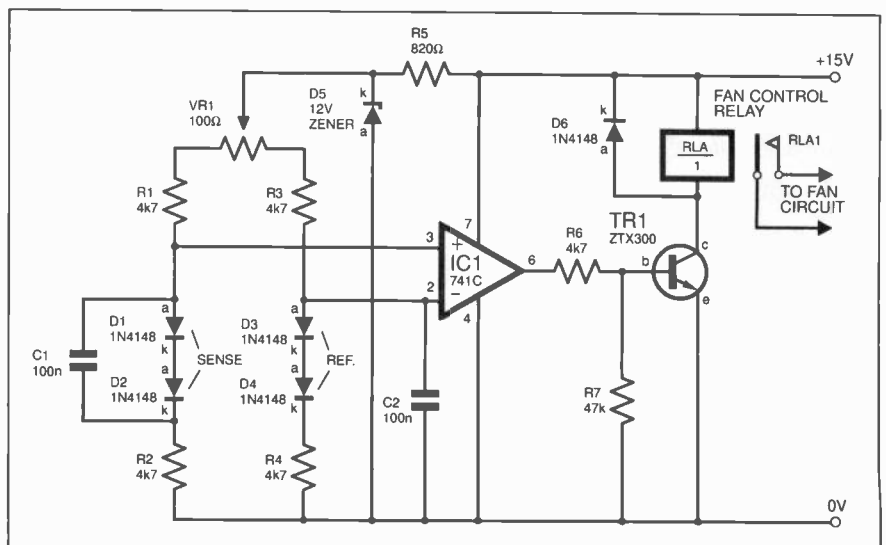 R5
820Ω
+15V
VR1
100Ω
k
D5
12V
ZENER
a
k
D6
1N4148
a
FAN CONTROL
RELAY
RLA
1
RLA1
TO FAN
CIRCUIT
R1
4k7
R3
4k7
R6
4k7
TR1
ZTX300
b
c
e
3
+
7
IC1
741C
6
2
−
4
C1
100n
a
D1
1N4148
k
a
D2
1N4148
k
SENSE
a
D3
1N4148
k
a
D4
1N4148
k
REF.
C2
100n
R7
47k
R2
4k7
R4
4k7
0V